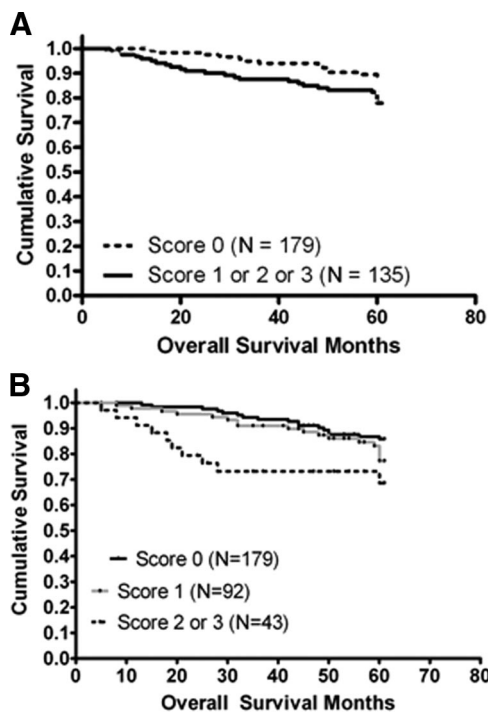 A
1.0
0.9
0.8
0.7
0.6
0.5
0.4
0.3
0.2
0.1
0.0
Cumulative Survival
Score 0 (N = 179)
Score 1 or 2 or 3 (N = 135)
0 20 40 60 80
Overall Survival Months
B
1.0
0.9
0.8
0.7
0.6
0.5
0.4
0.3
0.2
0.1
0.0
Cumulative Survival
Score 0 (N=179)
Score 1 (N=92)
Score 2 or 3 (N=43)
0 10 20 30 40 50 60 70 80
Overall Survival Months